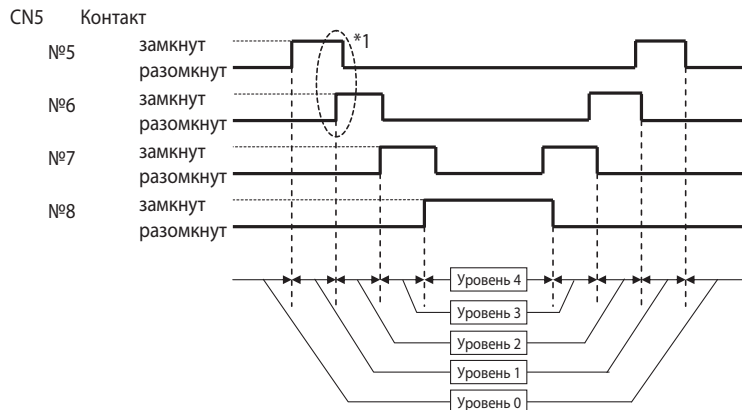 CN5 Контакт
*1
№5 замкнут
разомкнут
№6 замкнут
разомкнут
№7 замкнут
разомкнут
№8 замкнут
разомкнут
Уровень 4
Уровень 3
Уровень 2
Уровень 1
Уровень 0